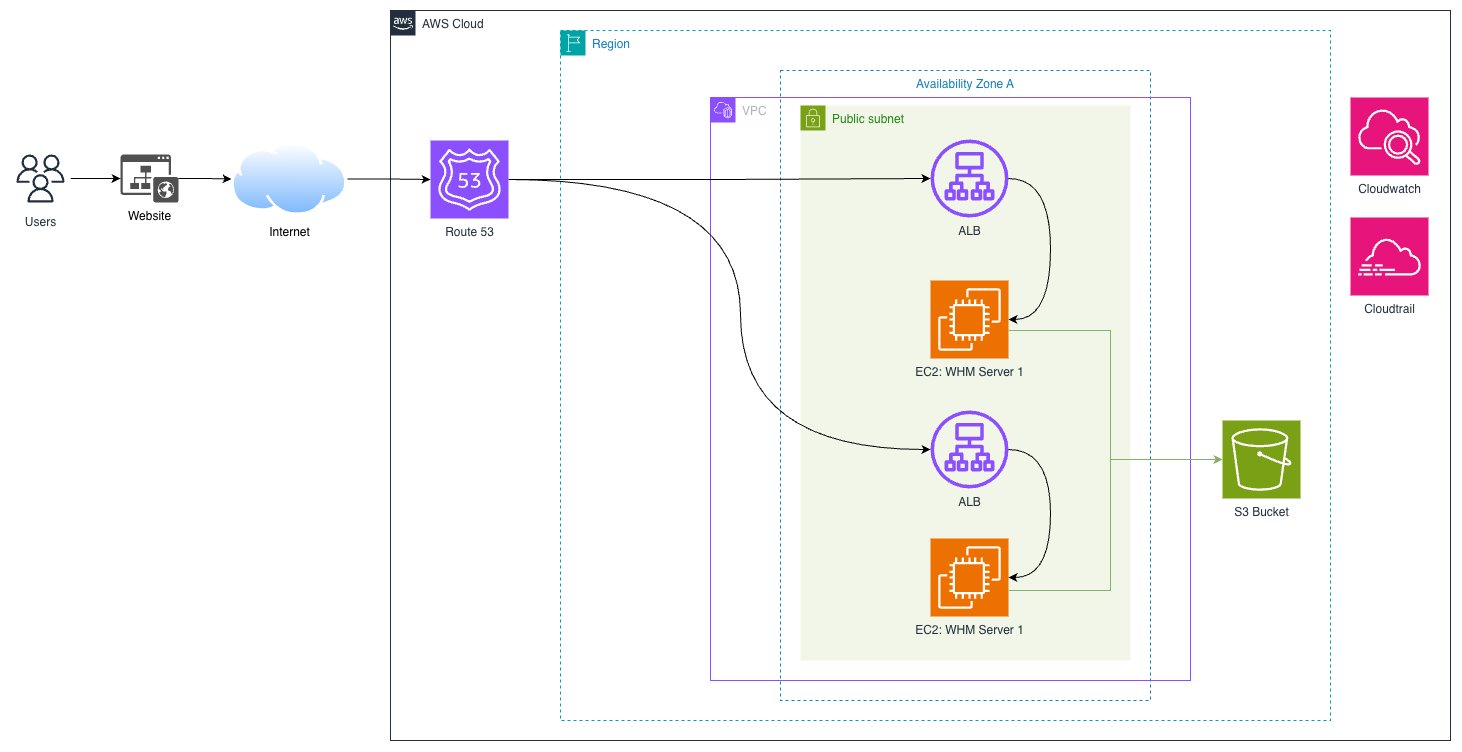 aws
AWS Cloud
Region
Availability Zone A
VPC
Public subnet
Users
Website
Internet
53
Route 53
ALB
EC2: WHM Server 1
ALB
EC2: WHM Server 1
S3 Bucket
Cloudwatch
Cloudtrail